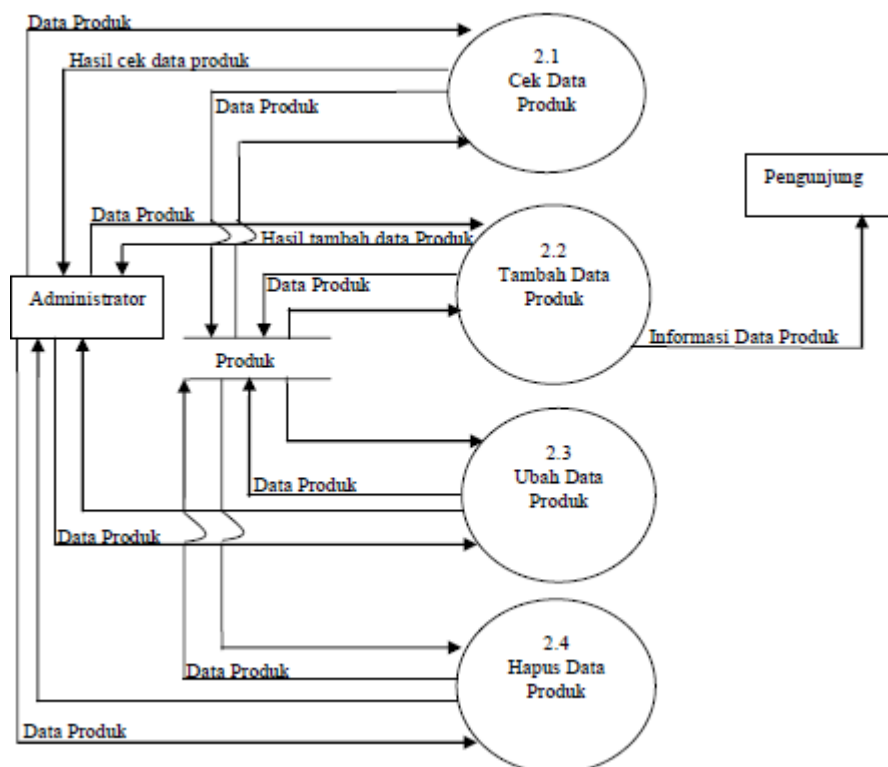 Data Produk
Hasil cek data produk
Data Produk
2.1
Cek Data
Produk
Pengunjung
Data Produk
Hasil tambah data Produk
Data Produk
2.2
Tambah Data
Produk
Administrator
Informasi Data Produk
Produk
2.3
Ubah Data
Produk
Data Produk
Data Produk
2.4
Hapus Data
Produk
Data Produk
Data Produk